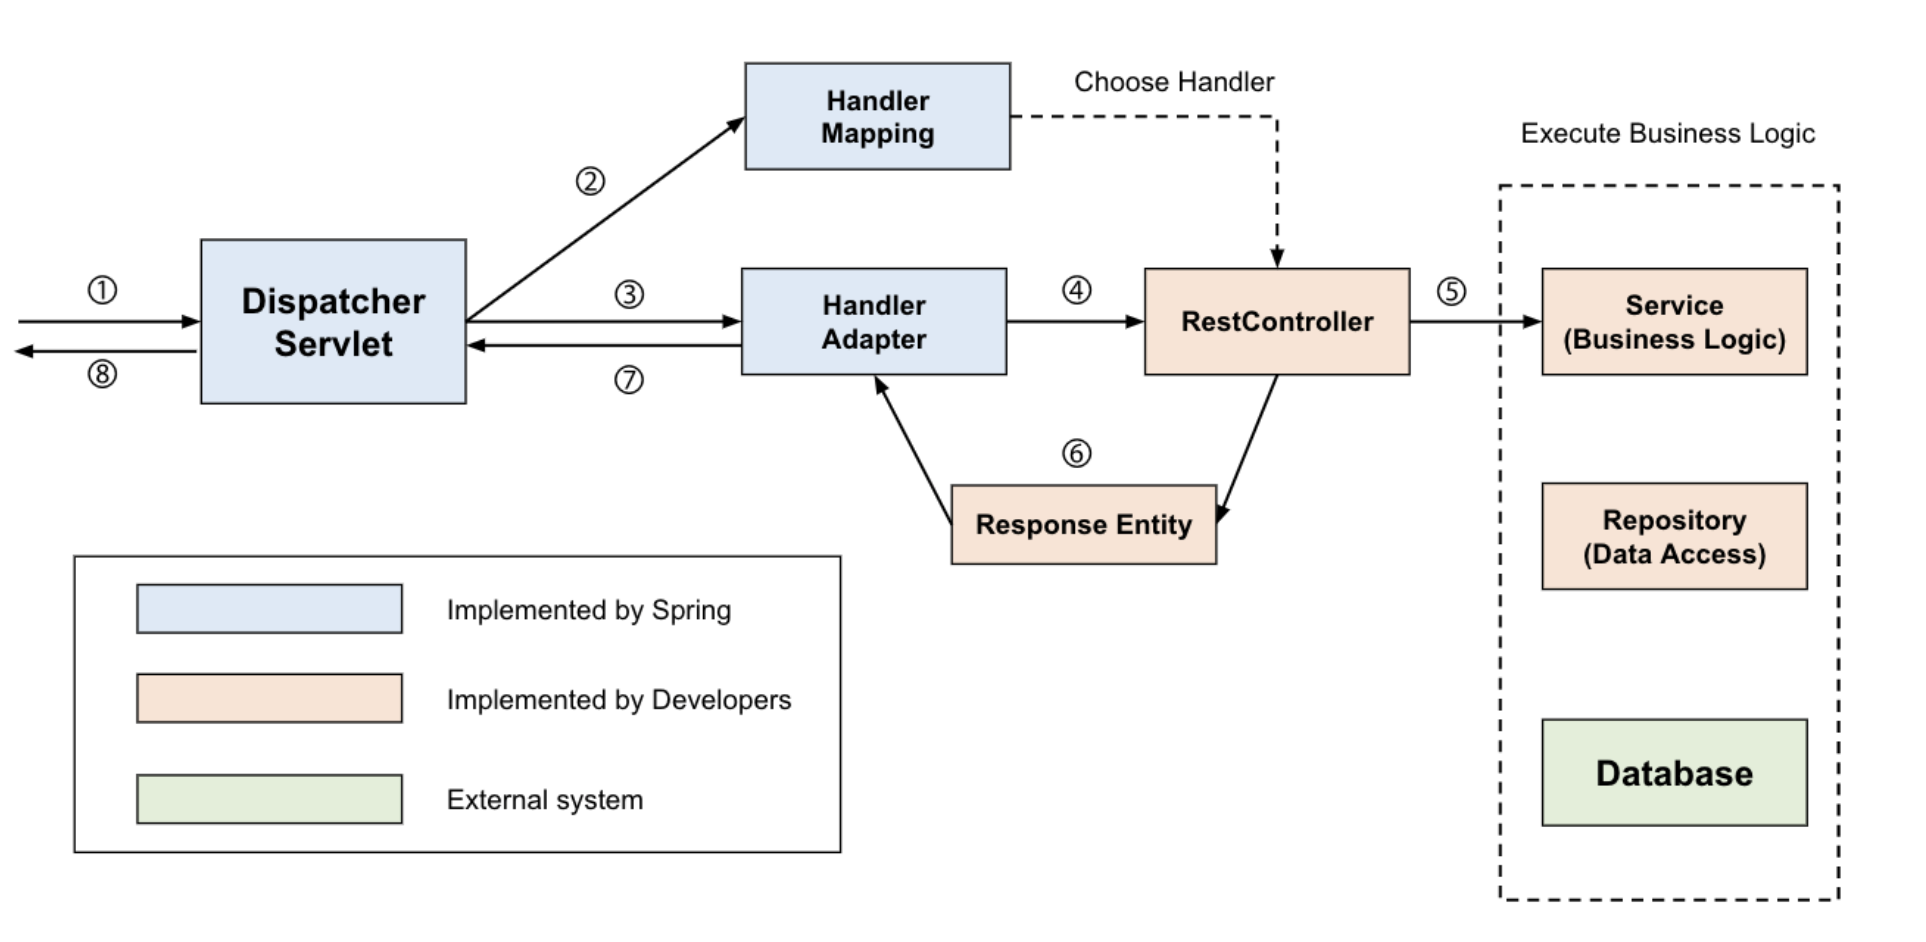 Handler
Mapping
Choose Handler
Execute Business Logic
②
①
Dispatcher
Servlet
③
Handler
Adapter
④
RestController
⑤
Service
(Business Logic)
⑧
⑦
⑥
Response Entity
Repository
(Data Access)
Implemented by Spring
Implemented by Developers
External system
Database